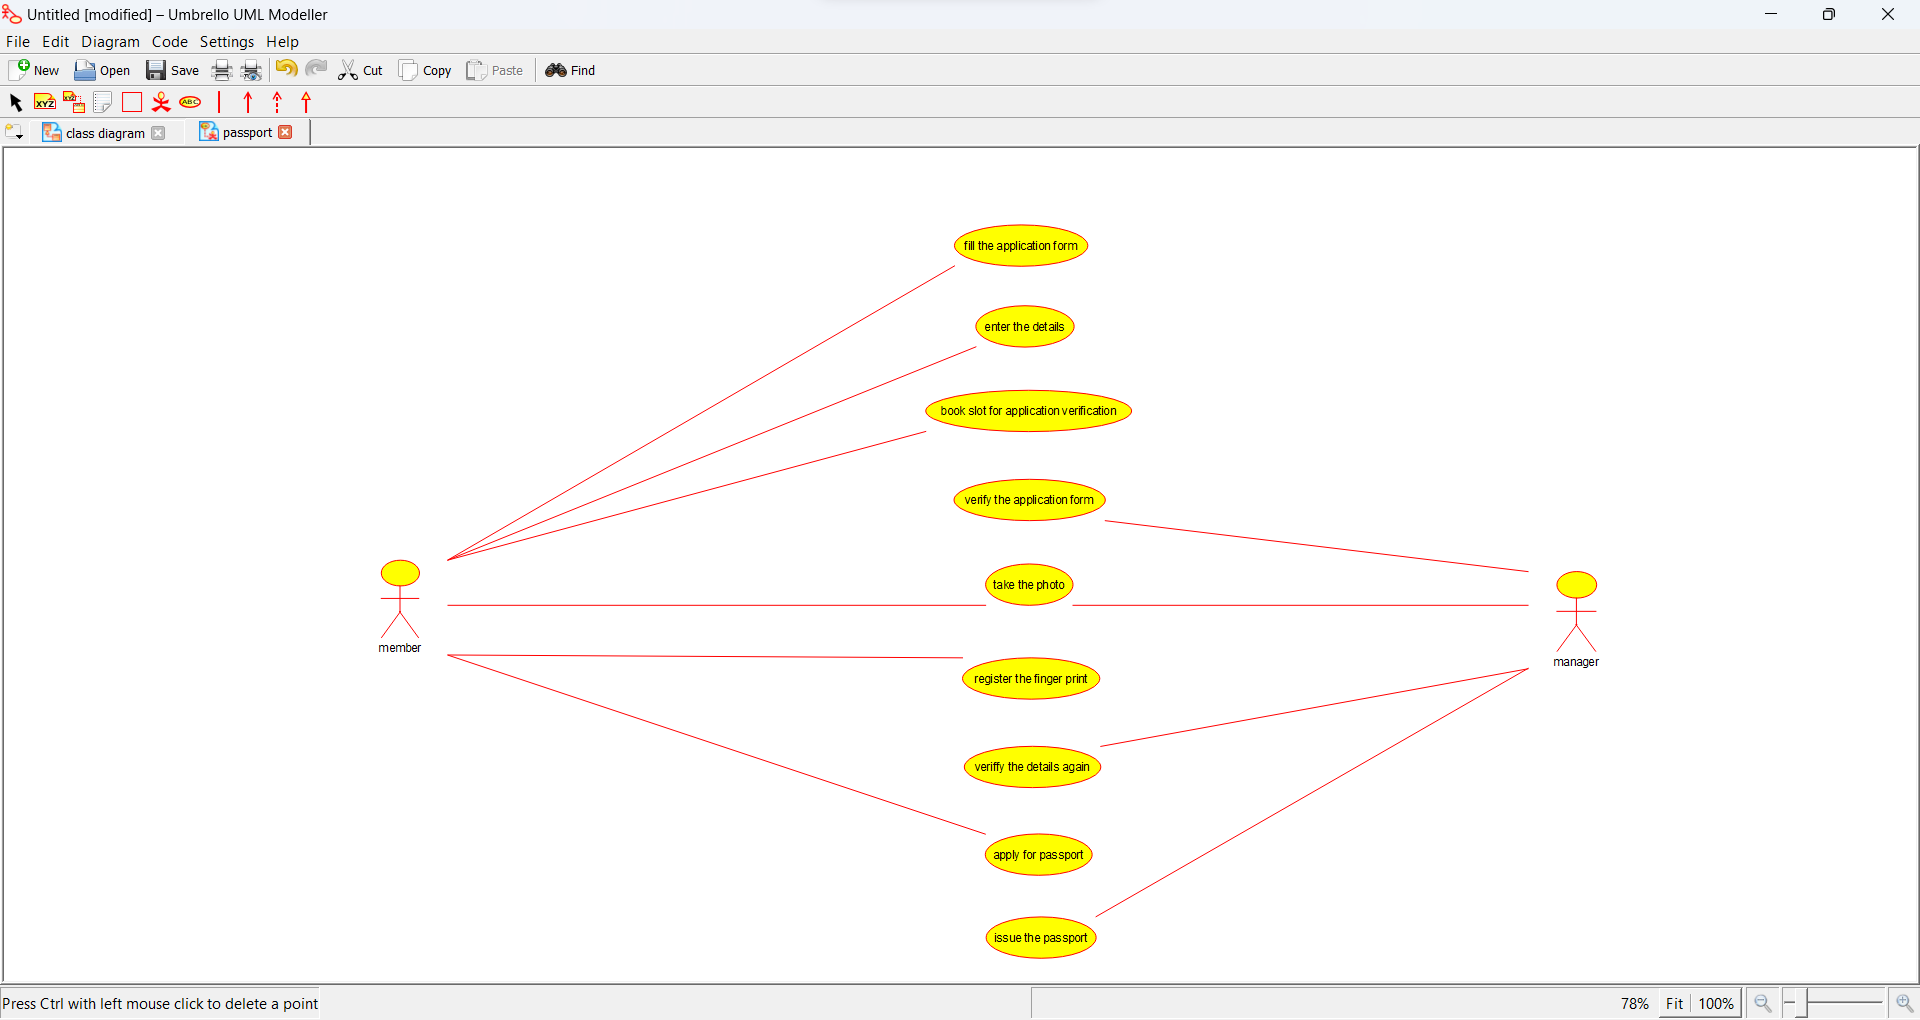 Untitled [modified] – Umbrello UML Modeller
File Edit Diagram Code Settings Help
New Open Save Cut Copy Paste Find
XYZ XYZ ABC
class diagram passport
fill the application form
enter the details
book slot for application verification
verify the application form
take the photo
member
manager
register the finger print
veriffy the details again
apply for passport
issue the passport
Press Ctrl with left mouse click to delete a point 78% Fit 100%